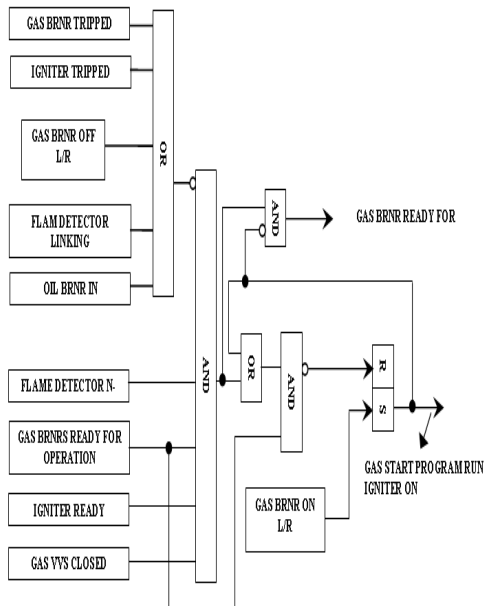 GAS BRNR TRIPPED
IGNITER TRIPPED
GAS BRNR OFF
L/R
FLAM DETECTOR
LINKING
OIL BRNR IN
OR
FLAME DETECTOR N-
GAS BRNRS READY FOR
OPERATION
IGNITER READY
GAS VVS CLOSED
AND
AND
GAS BRNR READY FOR
OR
AND
R
S
GAS BRNR ON
L/R
GAS START PROGRAM RUN
IGNITER ON